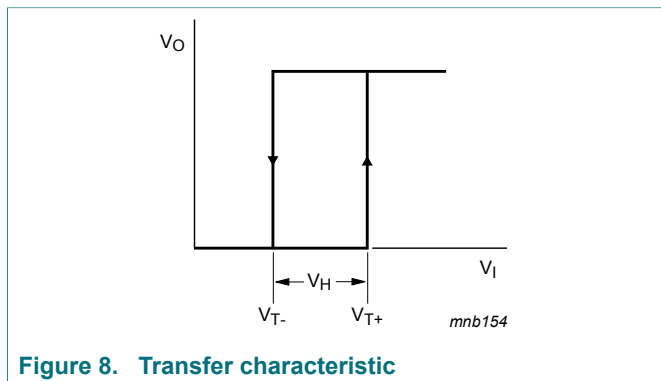 VO
VI
VH
VT-
VT+
mnb154
Figure 8. Transfer characteristic